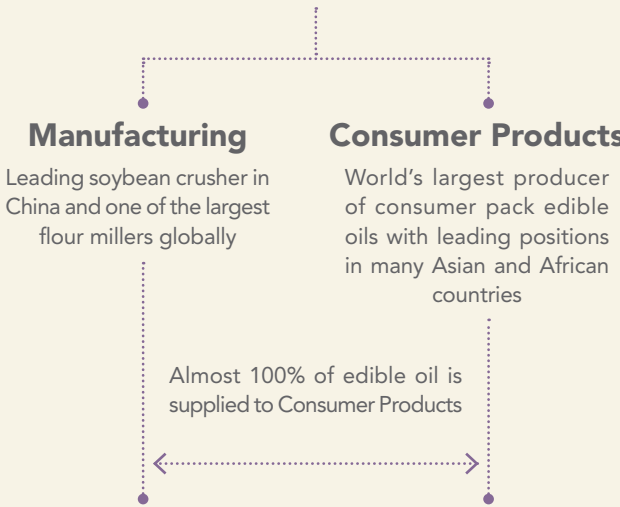 Manufacturing
Leading soybean crusher in
China and one of the largest
flour millers globally
Consumer Products
World's largest producer
of consumer pack edible
oils with leading positions
in many Asian and African
countries
Almost 100% of edible oil is
supplied to Consumer Products